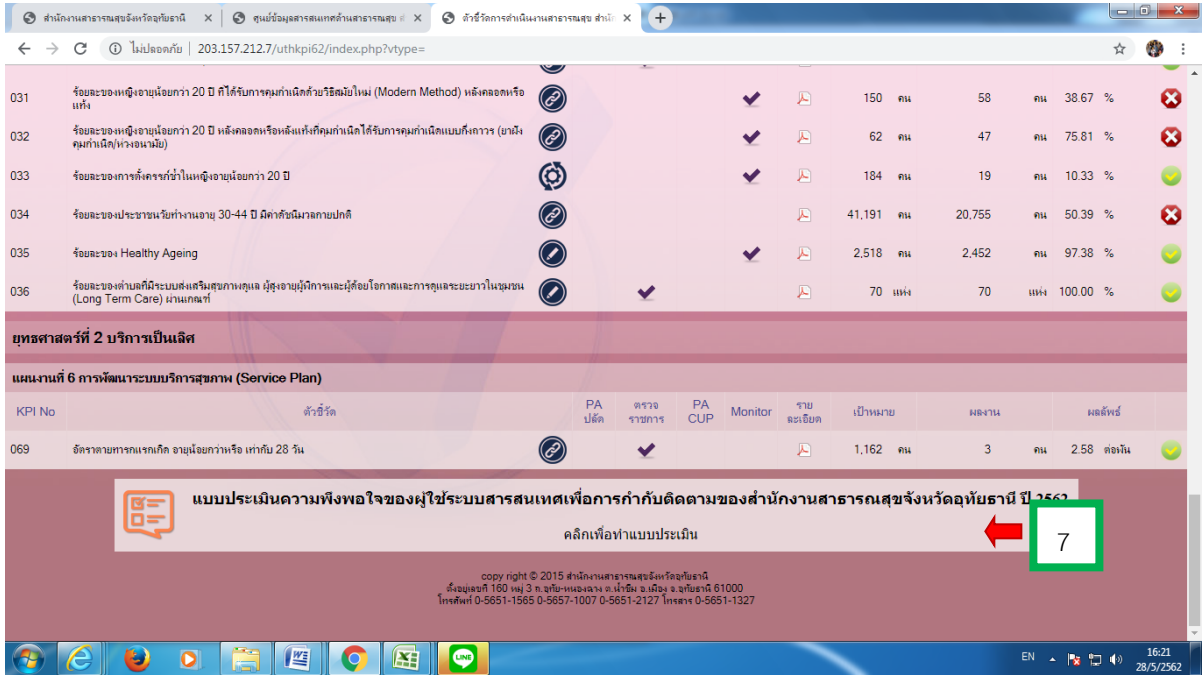 สำนักงานสาธารณสุขจังหวัดอุทัยธานี
ศูนย์ข้อมูลสารสนเทศด้านสาธารณสุข
ตัวชี้วัดการดำเนินงานสาธารณสุข สำนั
ไม่ปลอดภัย | 203.157.212.7/uthkpi62/index.php?vtype=
031 ร้อยละของหญิงอายุน้อยกว่า 20 ปี ที่ได้รับการคุมกำเนิดด้วยวิธีสมัยใหม่ (Modern Method) หลังคลอดหรือ
แท้ง 150 คน 58 คน 38.67 %
032 ร้อยละของหญิงอายุน้อยกว่า 20 ปี หลังคลอดหรือหลังแท้งที่คุมกำเนิดได้รับการคุมกำเนิดแบบกึ่งถาวร (ยาฝัง
คุมกำเนิด/ห่วงอนามัย) 62 คน 47 คน 75.81 %
033 ร้อยละของการตั้งครรภ์ซ้ำในหญิงอายุน้อยกว่า 20 ปี 184 คน 19 คน 10.33 %
034 ร้อยละของประชาชนวัยทำงานอายุ 30-44 ปี มีค่าดัชนีมวลกายปกติ 41,191 คน 20,755 คน 50.39 %
035 ร้อยละของ Healthy Ageing 2,518 คน 2,452 คน 97.38 %
036 ร้อยละของตำบลที่มีระบบส่งเสริมสุขภาพดูแล ผู้สูงอายุผู้พิการและผู้ด้อยโอกาสและการดูแลระยะยาวในชุมชน
(Long Term Care) ผ่านเกณฑ์ 70 แห่ง 70 แห่ง 100.00 %
ยุทธศาสตร์ที่ 2 บริการเป็นเลิศ
แผนงานที่ 6 การพัฒนาระบบบริการสุขภาพ (Service Plan)
KPI No ตัวชี้วัด PA ปลัด ตรวจ ราชการ PA CUP Monitor ราย ละเอียด เป้าหมาย ผลงาน ผลลัพธ์
069 อัตราตายทารกแรกเกิด อายุน้อยกว่าหรือ เท่ากับ 28 วัน 1,162 คน 3 คน 2.58 ต่อพัน
แบบประเมินความพึงพอใจของผู้ใช้ระบบสารสนเทศเพื่อการกำกับติดตามของสำนักงานสาธารณสุขจังหวัดอุทัยธานี ปี 2562
คลิกเพื่อทำแบบประเมิน
7
copy right © 2015 สำนักงานสาธารณสุขจังหวัดอุทัยธานี
ตั้งอยู่เลขที่ 160 หมู่ 3 ถ.อุทัย-หนองฉาง ต.น้ำซึม อ.เมือง จ.อุทัยธานี 61000
โทรศัพท์ 0-5651-1565 0-5657-1007 0-5651-2127 โทรสาร 0-5651-1327
LINE
EN
16:21
28/5/2562